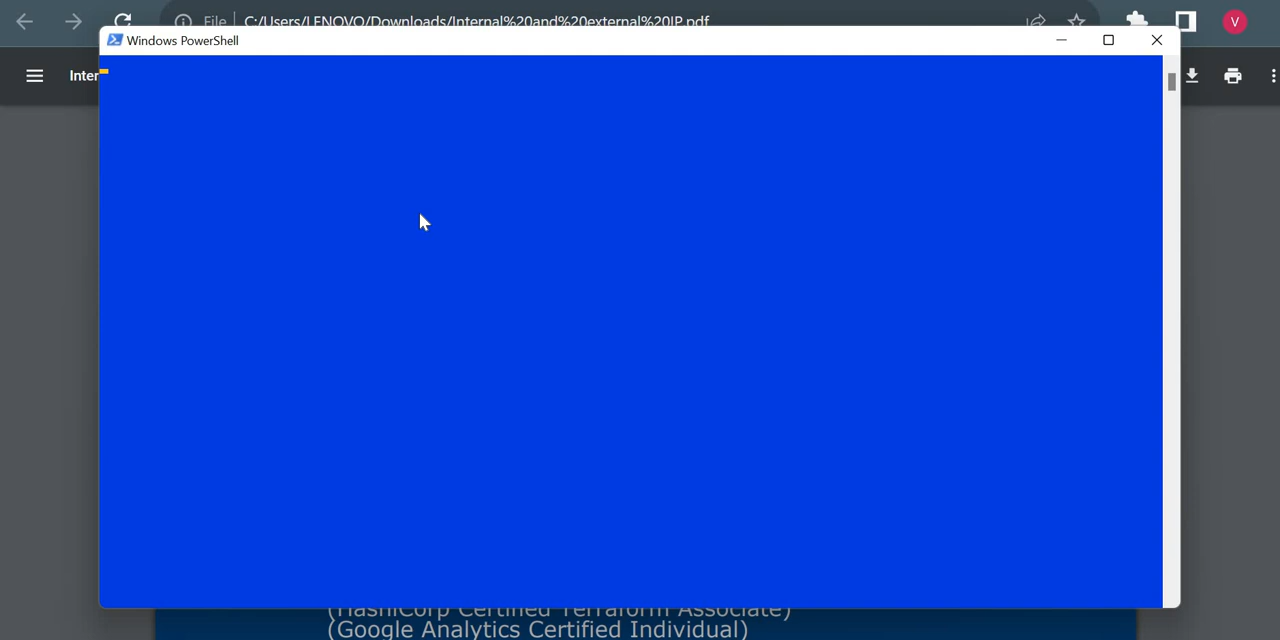 File C:/Users/LENOVO/Downloads/Internal%20and%20external%20IP.pdf
V
Windows PowerShell
Inter
(HashiCorp Certified Terraform Associate)
(Google Analytics Certified Individual)